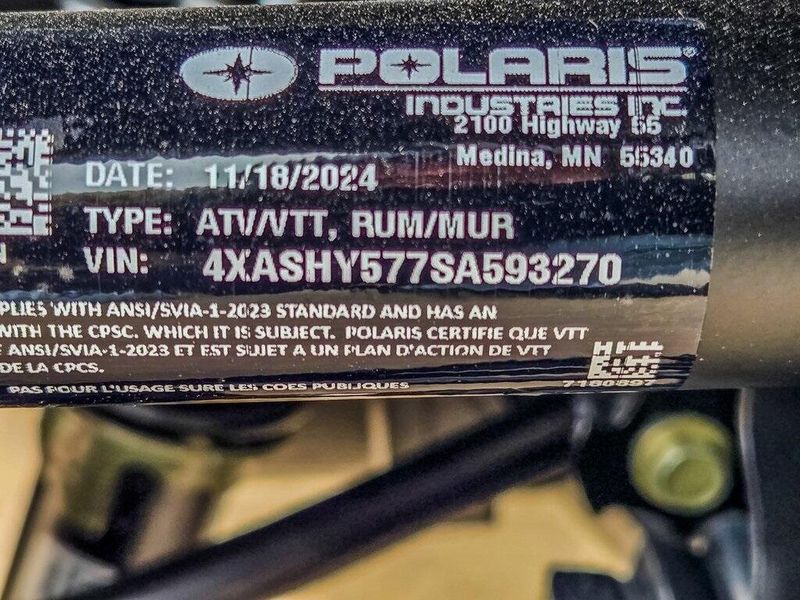 POLARIS®
INDUSTRIES INC.
2100 Highway 55
Medina, MN 55340
DATE: 11/18/2024
TYPE: ATV/VTT, RUM/MUR
N
VIN: 4XASHY577SA593270
PLIES WITH ANSI/SVIA-1-2023 STANDARD AND HAS AN
WITH THE CPSC. WHICH IT IS SUBJECT. POLARIS CERTIFIE QUE VTT
E ANSI/SVIA-1-2023 ET EST SUJET A UN PLAN D'ACTION DE VTT
DE LA CPCS.
PAS POUR L'USAGE SURE LES COES PUBLIQUES
7180897